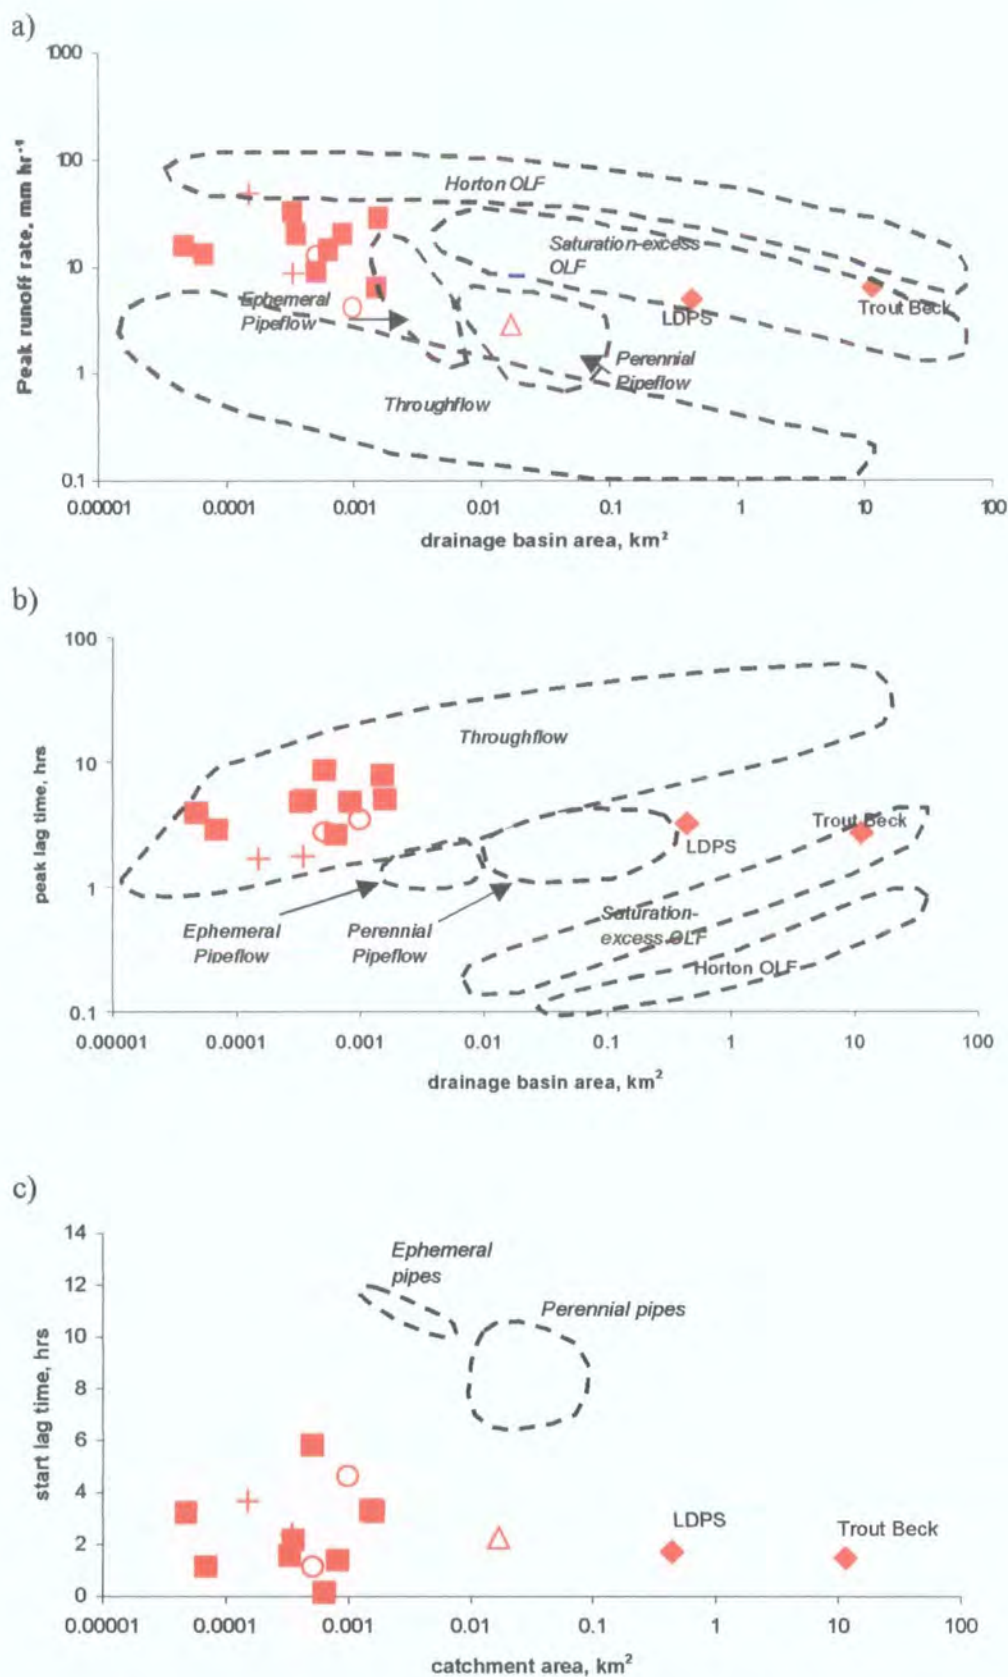 a)
1000
100
10
1
0.1
Peak runoff rate, mm hr⁻¹
Horton OLF
Saturation-excess
OLF
Ephemeral
Pipeflow
LDPS
Trout Beck
Perennial
Pipeflow
Throughflow
0.00001 0.0001 0.001 0.01 0.1 1 10 100
drainage basin area, km²
b)
100
10
1
0.1
peak lag time, hrs
Throughflow
Trout Beck
LDPS
Ephemeral
Pipeflow
Perennial
Pipeflow
Saturation-
excess OLF
Horton OLF
0.00001 0.0001 0.001 0.01 0.1 1 10 100
drainage basin area, km²
c)
14
12
10
8
6
4
2
0
start lag time, hrs
Ephemeral
pipes
Perennial pipes
LDPS
Trout Beck
0.00001 0.0001 0.001 0.01 0.1 1 10 100
catchment area, km²